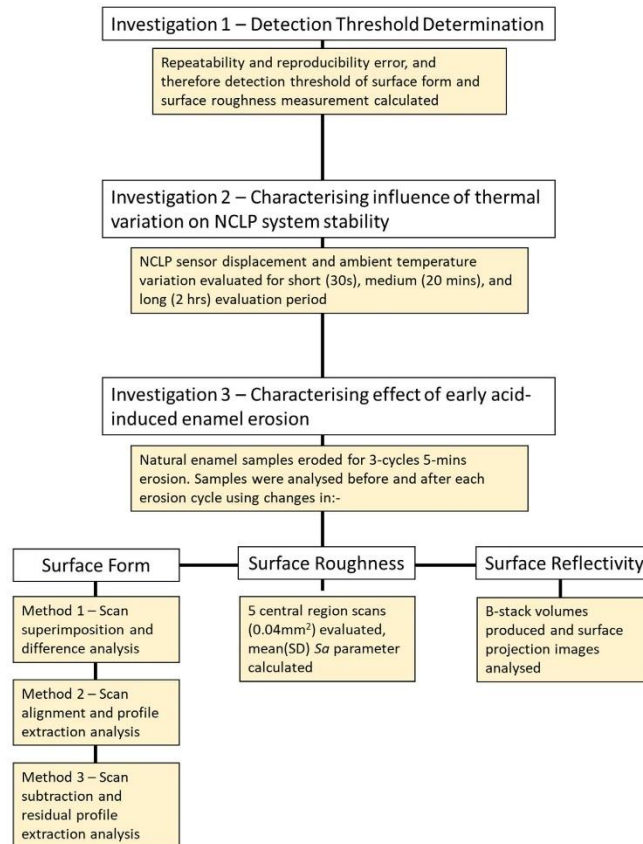 Investigation 1 – Detection Threshold Determination
Repeatability and reproducibility error, and
therefore detection threshold of surface form and
surface roughness measurement calculated
Investigation 2 – Characterising influence of thermal
variation on NCLP system stability
NCLP sensor displacement and ambient temperature
variation evaluated for short (30s), medium (20 mins), and
long (2 hrs) evaluation period
Investigation 3 – Characterising effect of early acid-
induced enamel erosion
Natural enamel samples eroded for 3-cycles 5-mins
erosion. Samples were analysed before and after each
erosion cycle using changes in:-
Surface Form
Method 1 – Scan
superimposition and
difference analysis
Method 2 – Scan
alignment and profile
extraction analysis
Method 3 – Scan
subtraction and
residual profile
extraction analysis
Surface Roughness
5 central region scans
(0.04mm²) evaluated,
mean(SD) Sa parameter
calculated
Surface Reflectivity
B-stack volumes
produced and surface
projection images
analysed